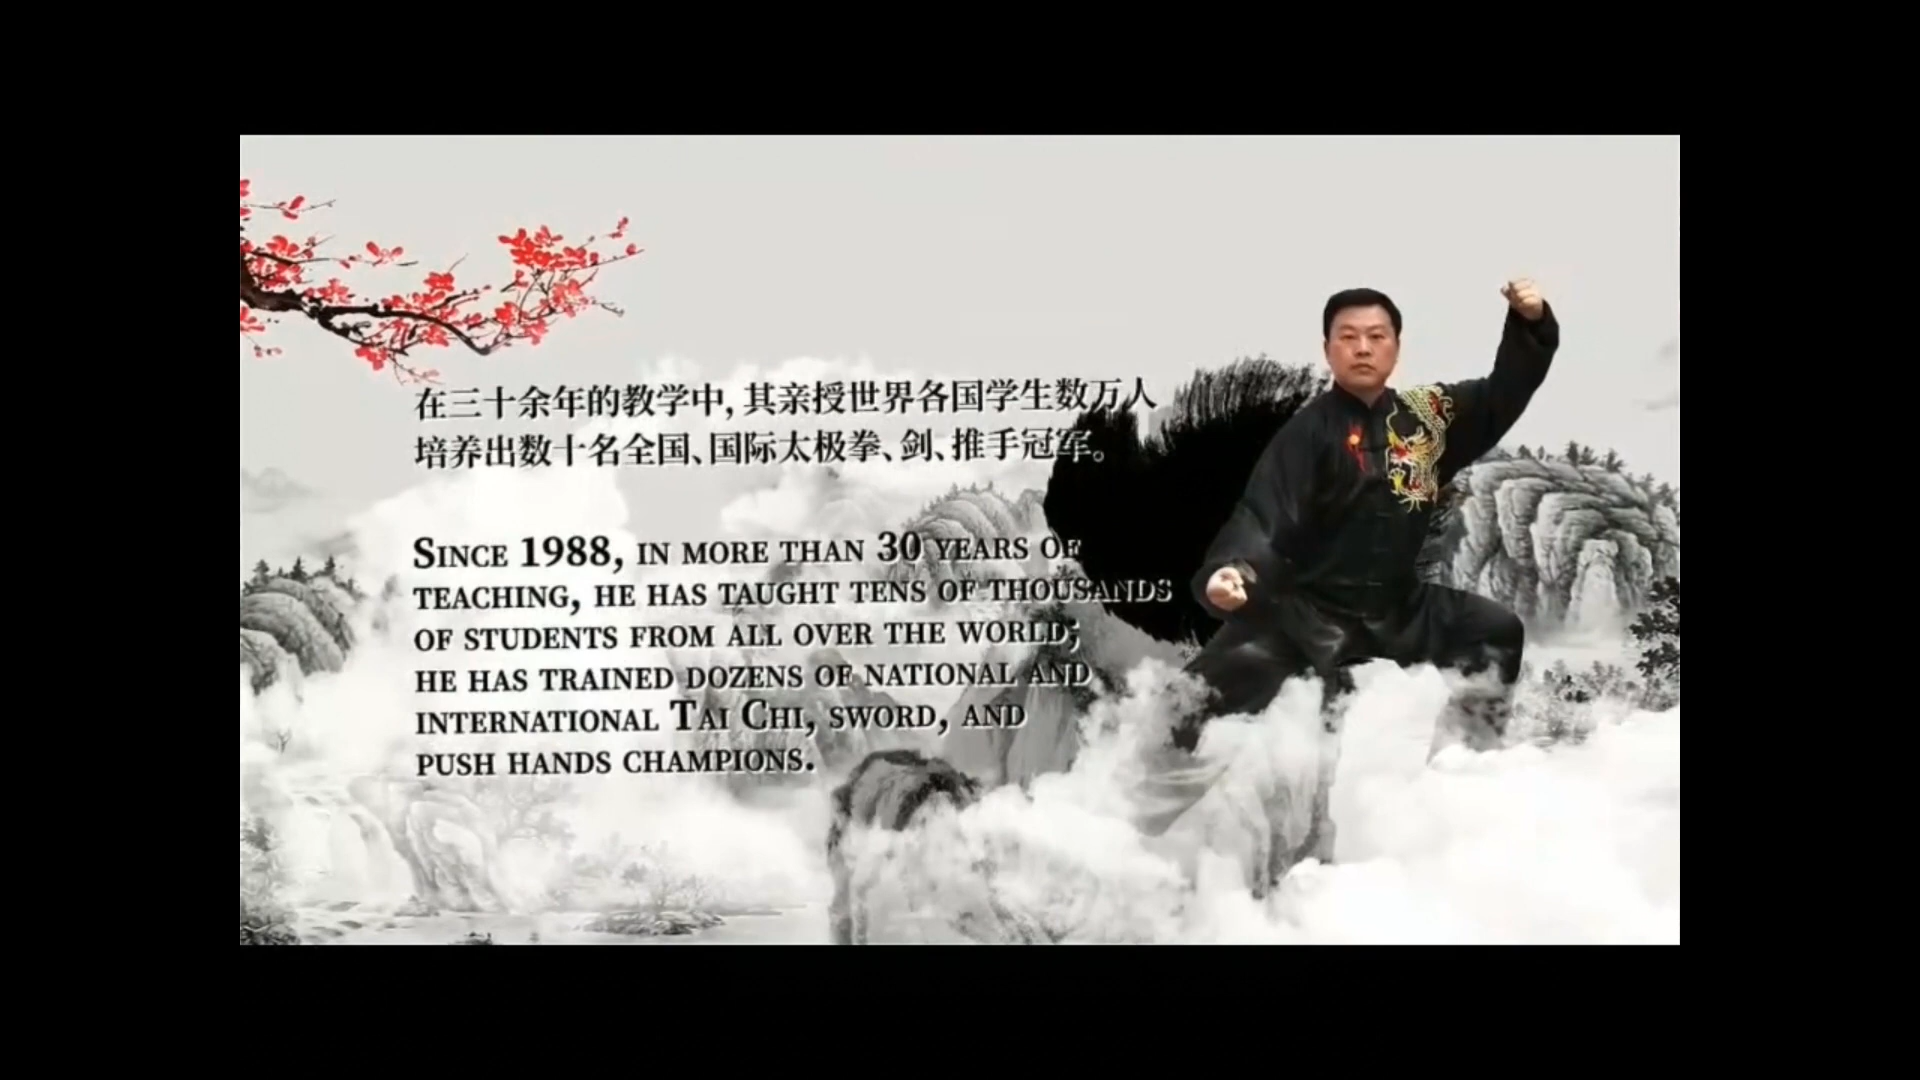 在三十余年的教学中,其亲授世界各国学生数万人
培养出数十名全国、国际太极拳、剑、推手冠军。
Since 1988, in more than 30 years of
teaching, he has taught tens of thousands
of students from all over the world;
he has trained dozens of national and
international Tai Chi, sword, and
push hands champions.